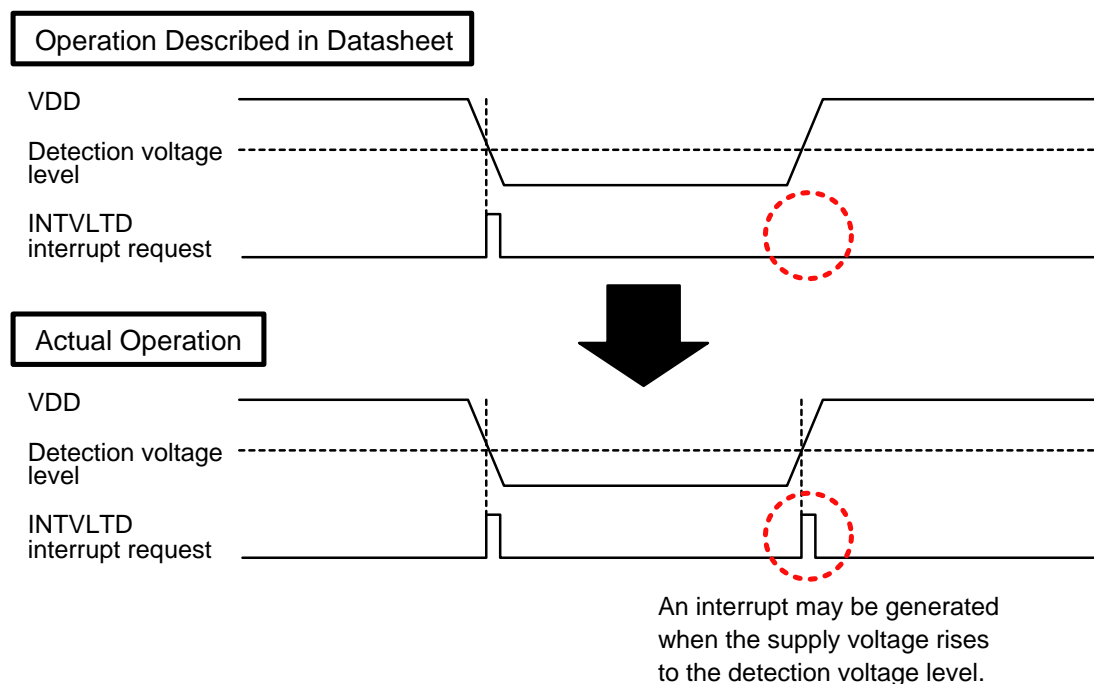 Operation Described in Datasheet
VDD
Detection voltage
level
INTVLTD
interrupt request
Actual Operation
VDD
Detection voltage
level
INTVLTD
interrupt request
An interrupt may be generated
when the supply voltage rises
to the detection voltage level.